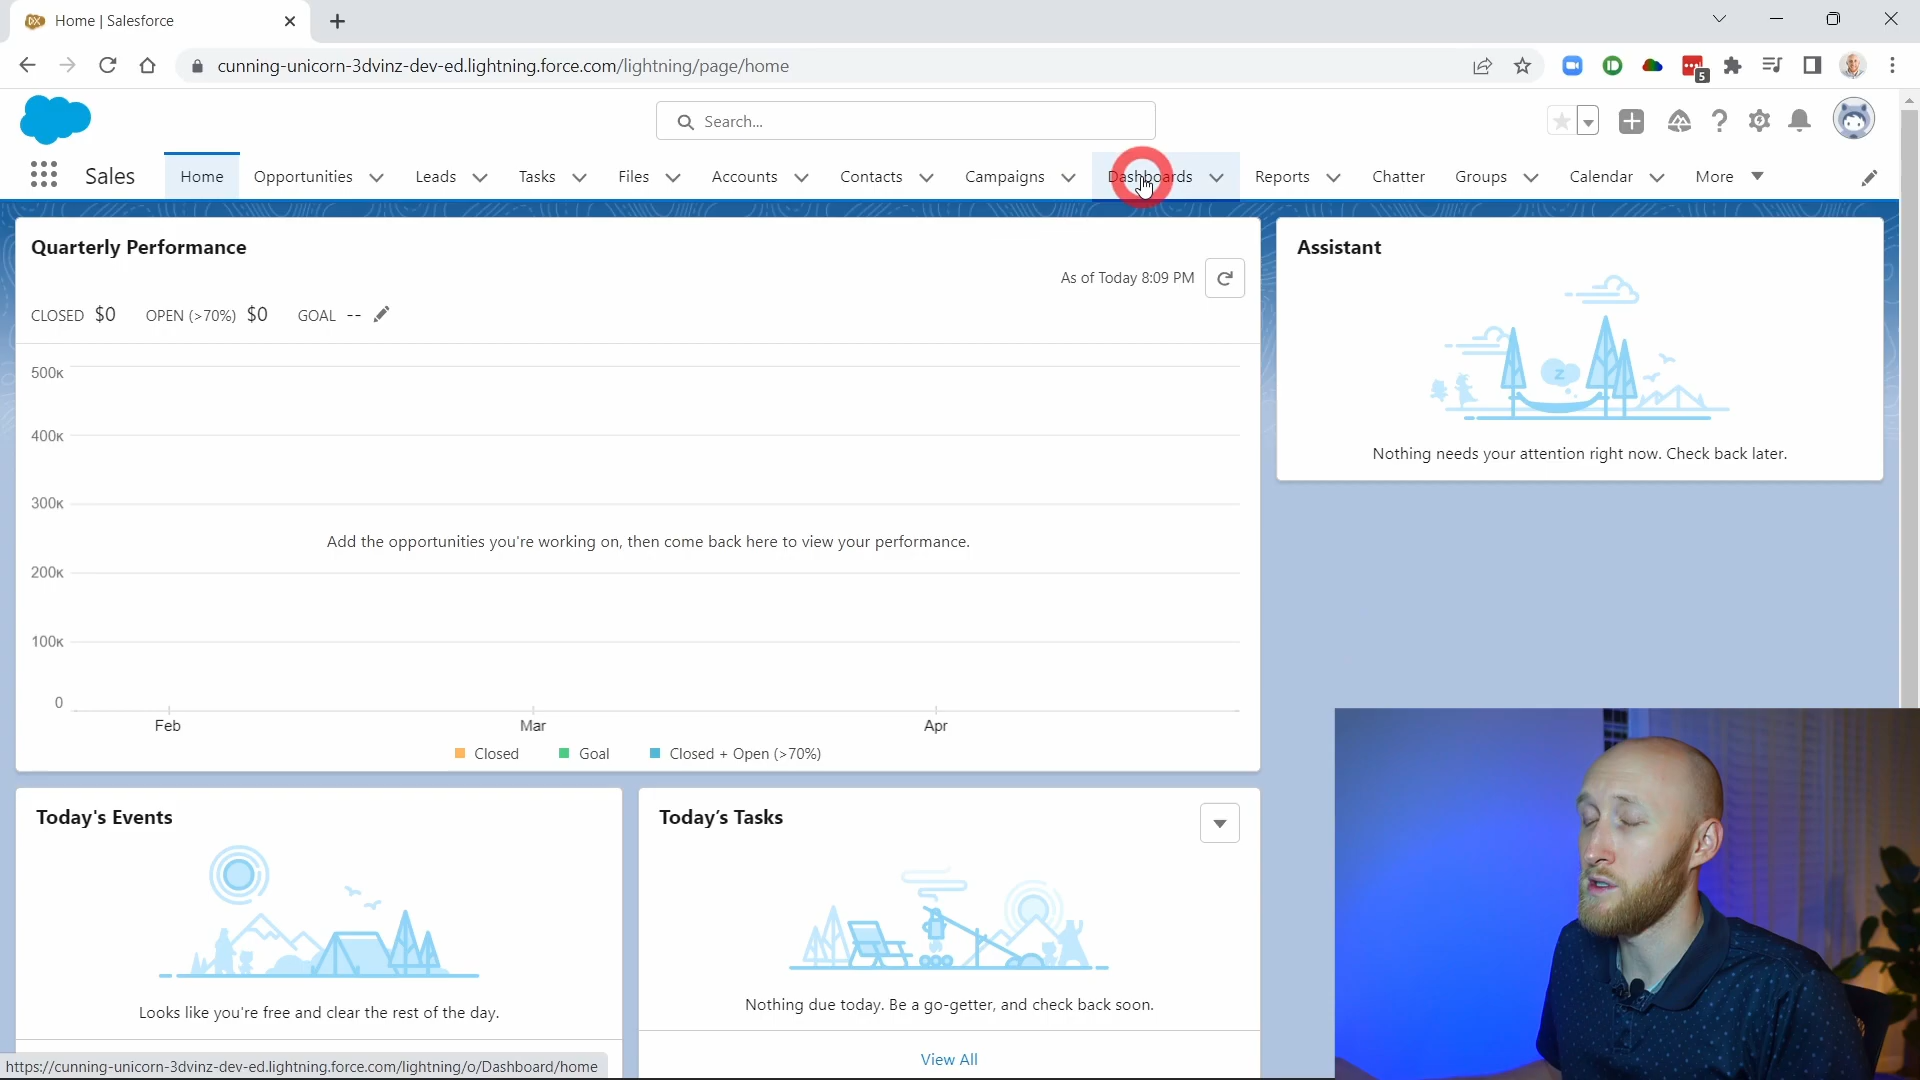 Home | Salesforce
cunning-unicorn-3dvinz-dev-ed.lightning.force.com/lightning/page/home
5
Search...
Sales
Home
Opportunities
Leads
Tasks
Files
Accounts
Contacts
Campaigns
Dashboards
Reports
Chatter
Groups
Calendar
More
Quarterly Performance
As of Today 8:09 PM
CLOSED $0 OPEN (>70%) $0 GOAL --
500K
400K
300K
Add the opportunities you're working on, then come back here to view your performance.
200K
100K
0
Feb
Mar
Apr
Closed
Goal
Closed + Open (>70%)
Assistant
z
Nothing needs your attention right now. Check back later.
Today's Events
Looks like you're free and clear the rest of the day.
Today's Tasks
Nothing due today. Be a go-getter, and check back soon.
View All
https://cunning-unicorn-3dvinz-dev-ed.lightning.force.com/lightning/o/Dashboard/home